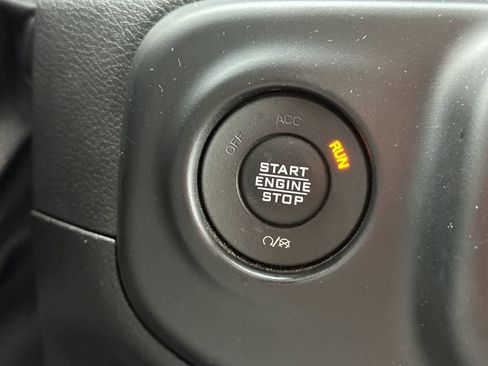 OFF
ACC
RUN
START
ENGINE
STOP